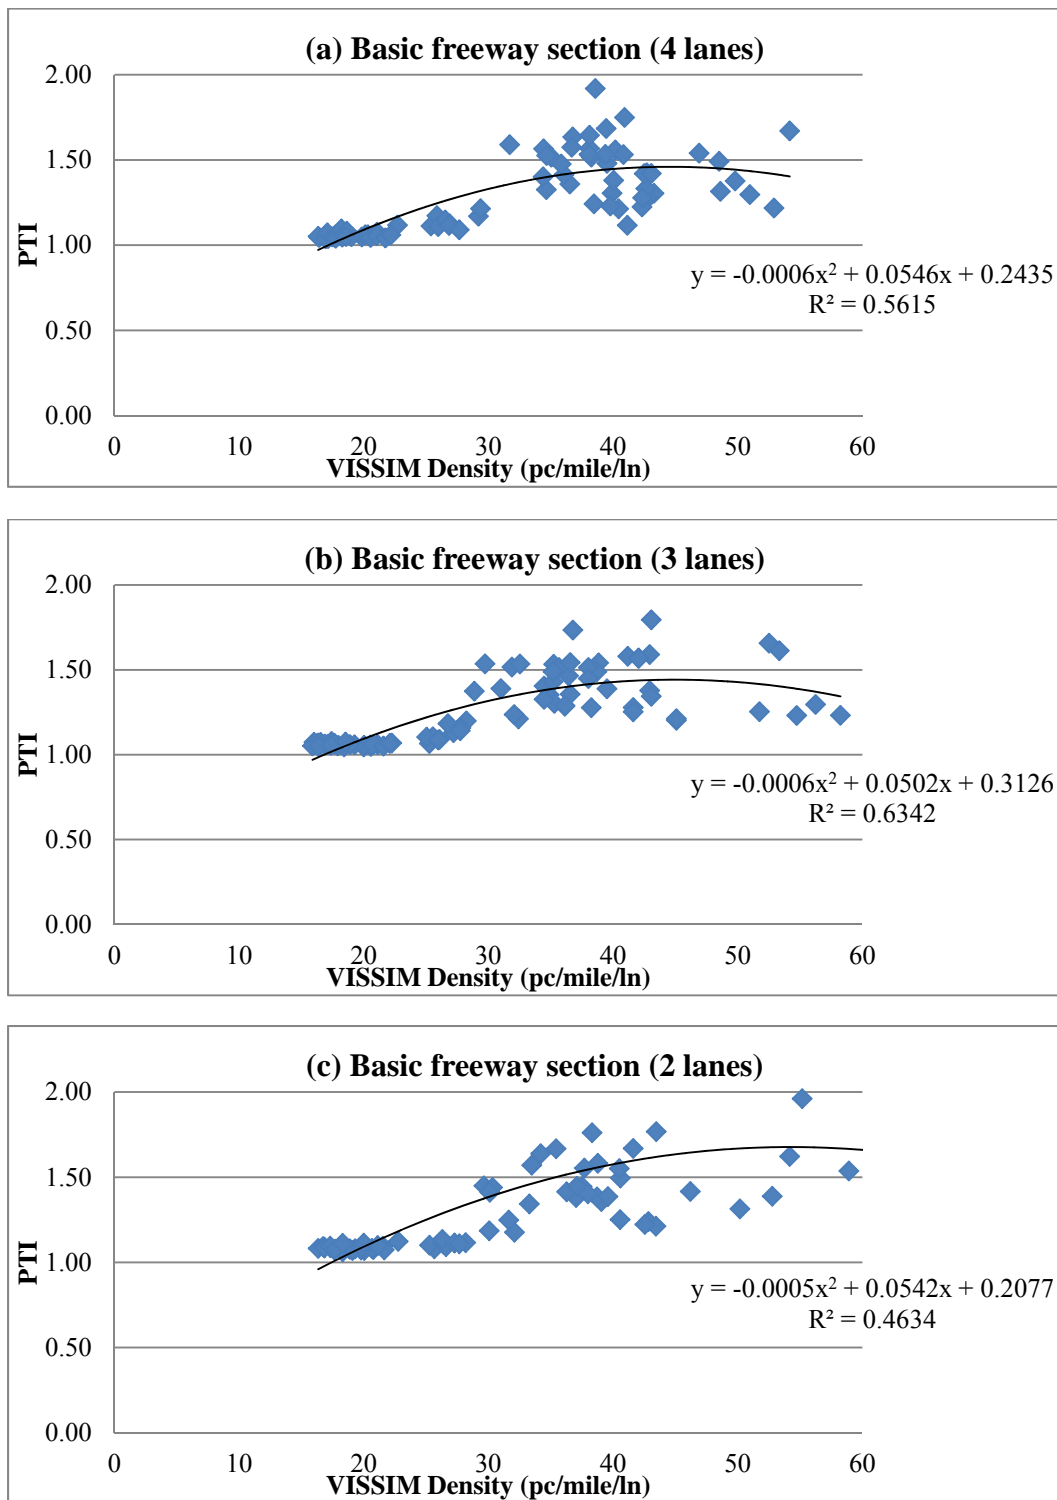 (a) Basic freeway section (4 lanes)
2.00
1.50
1.00
0.50
0.00
PTI
y = -0.0006x² + 0.0546x + 0.2435
R² = 0.5615
0 10 20 30 40 50 60
VISSIM Density (pc/mile/ln)
(b) Basic freeway section (3 lanes)
2.00
1.50
1.00
0.50
0.00
PTI
y = -0.0006x² + 0.0502x + 0.3126
R² = 0.6342
0 10 20 30 40 50 60
VISSIM Density (pc/mile/ln)
(c) Basic freeway section (2 lanes)
2.00
1.50
1.00
0.50
0.00
PTI
y = -0.0005x² + 0.0542x + 0.2077
R² = 0.4634
0 10 20 30 40 50 60
VISSIM Density (pc/mile/ln)